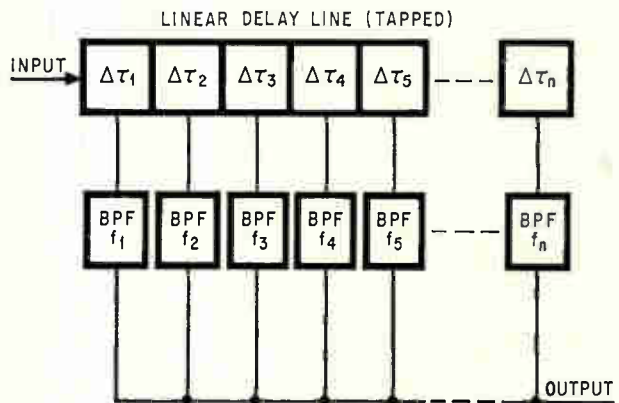 LINEAR DELAY LINE (TAPPED)
INPUT
Δτ1 Δτ2 Δτ3 Δτ4 Δτ5 Δτn
BPF BPF BPF BPF BPF BPF
f1 f2 f3 f4 f5 fn
OUTPUT